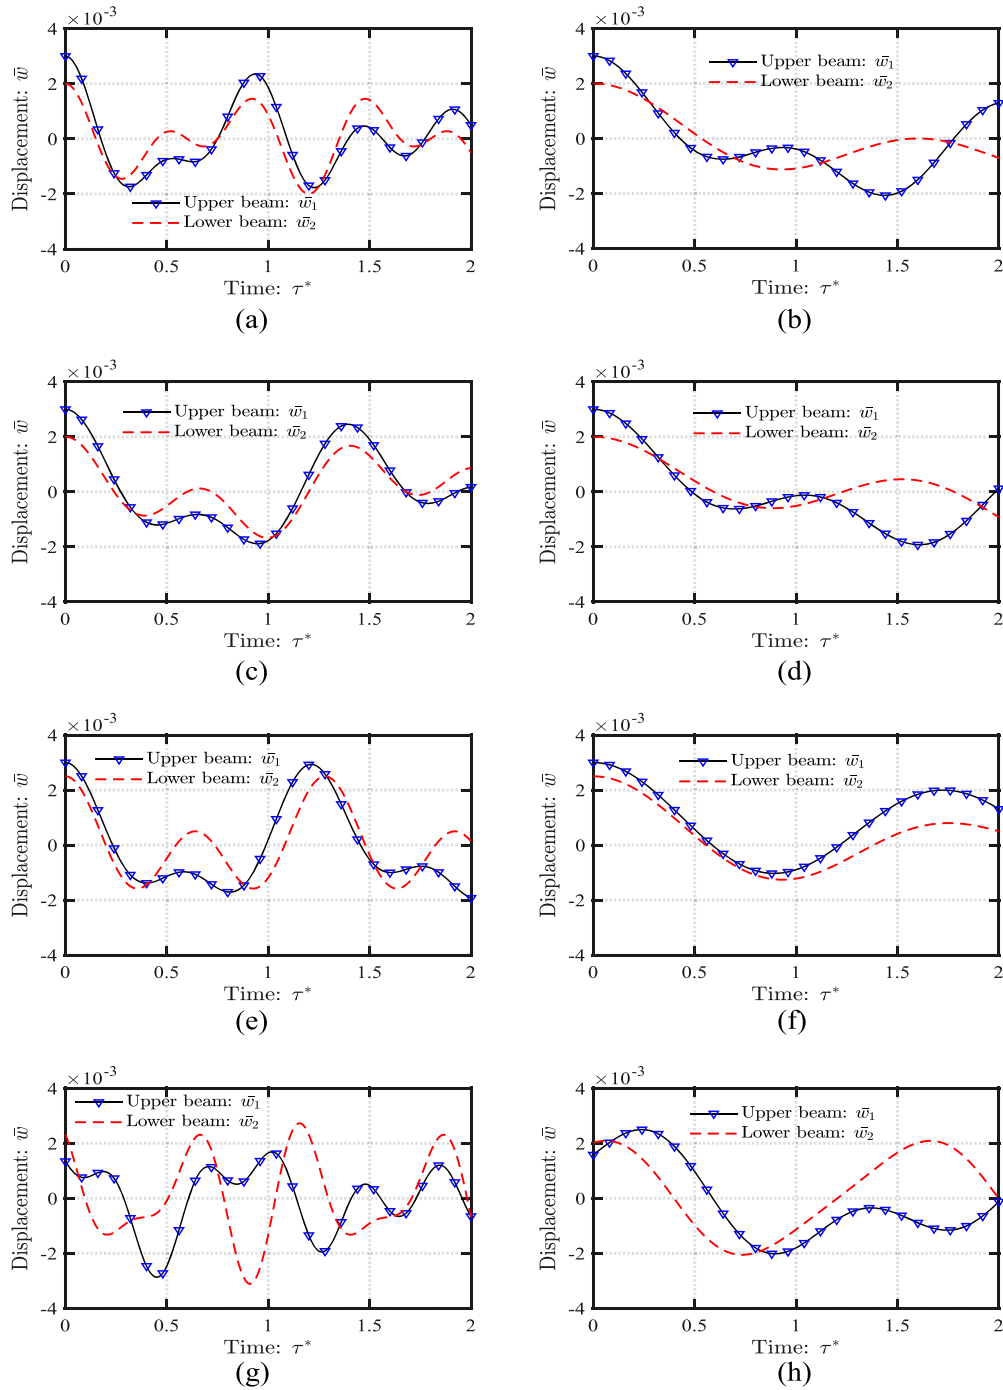 ×10⁻³
Displacement: w̄
4
2
0
-2
-4
Upper beam: w̄₁
Lower beam: w̄₂
0 0.5 1 1.5 2
Time: τ*
(a)
×10⁻³
Displacement: w̄
4
2
0
-2
-4
Upper beam: w̄₁
Lower beam: w̄₂
0 0.5 1 1.5 2
Time: τ*
(b)
×10⁻³
Displacement: w̄
4
2
0
-2
-4
Upper beam: w̄₁
Lower beam: w̄₂
0 0.5 1 1.5 2
Time: τ*
(c)
×10⁻³
Displacement: w̄
4
2
0
-2
-4
Upper beam: w̄₁
Lower beam: w̄₂
0 0.5 1 1.5 2
Time: τ*
(d)
×10⁻³
Displacement: w̄
4
2
0
-2
-4
Upper beam: w̄₁
Lower beam: w̄₂
0 0.5 1 1.5 2
Time: τ*
(e)
×10⁻³
Displacement: w̄
4
2
0
-2
-4
Upper beam: w̄₁
Lower beam: w̄₂
0 0.5 1 1.5 2
Time: τ*
(f)
×10⁻³
Displacement: w̄
4
2
0
-2
-4
Upper beam: w̄₁
Lower beam: w̄₂
0 0.5 1 1.5 2
Time: τ*
(g)
×10⁻³
Displacement: w̄
4
2
0
-2
-4
Upper beam: w̄₁
Lower beam: w̄₂
0 0.5 1 1.5 2
Time: τ*
(h)